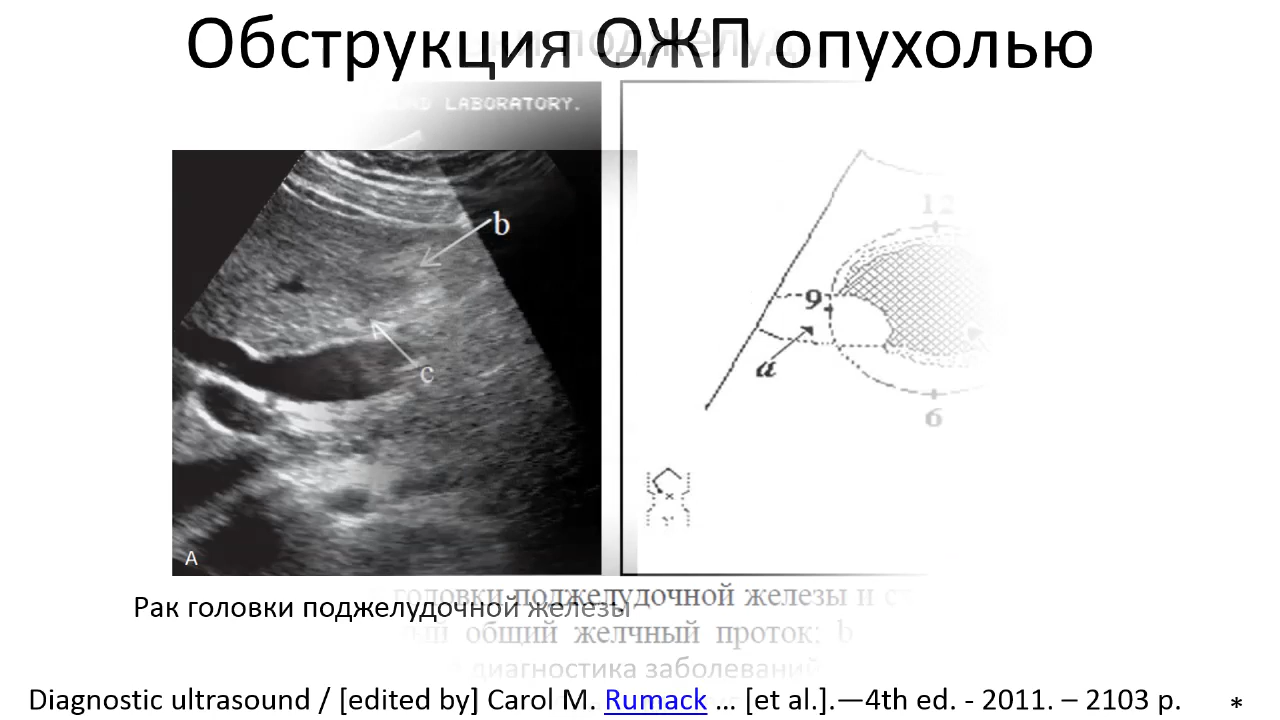 Обструкция ОЖП опухолью
LABORATORY.
b
c
A
12
9
a
6
головки поджелудочной железы и
Рак головки поджелудочной железы
общий желчный проток: b
диагностика заболеваний
Diagnostic ultrasound / [edited by] Carol M. Rumack ... [et al.].—4th ed. - 2011. – 2103 p. *